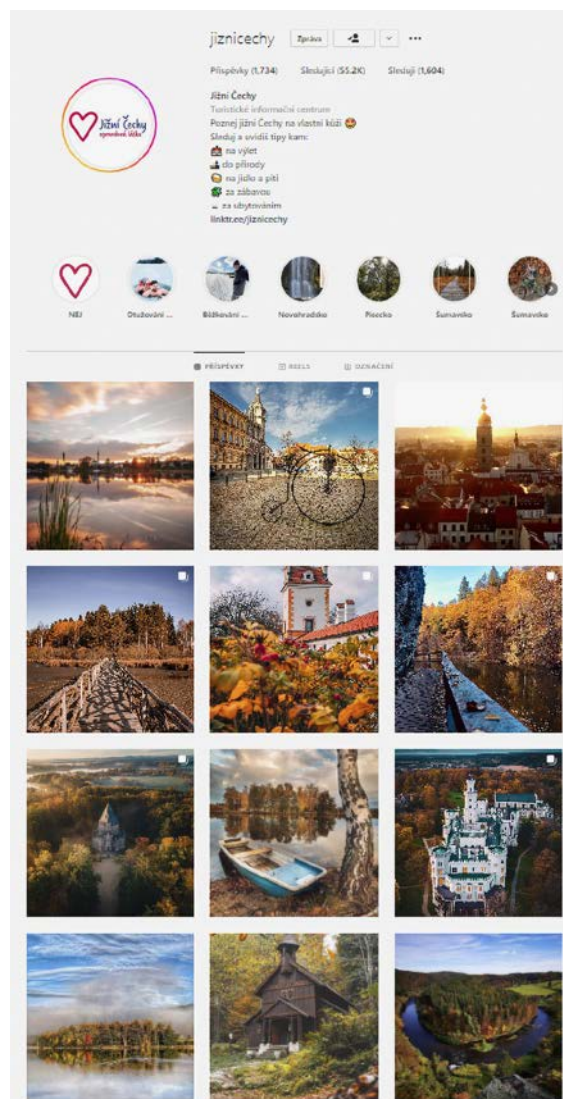 jiznicechy
Zpráva
Příspěvky (1,734) Sledující (55.2K) Sleduji (1,604)
Jižní Čechy
Turistické informační centrum
Poznej jižní Čechy na vlastní kůži 🤩
Sleduj a uvidíš tipy kam:
na výlet
do přírody
na jídlo a pití
za zábavou
za ubytováním
linktr.ee/jiznicechy
Jižní Čechy
opravdová láska
NEJ Otužování ... Běžkování ... Novohradsko Písecko Šumavsko Šumavsko
PŘÍSPĚVKY REELS OZNAČENÍ